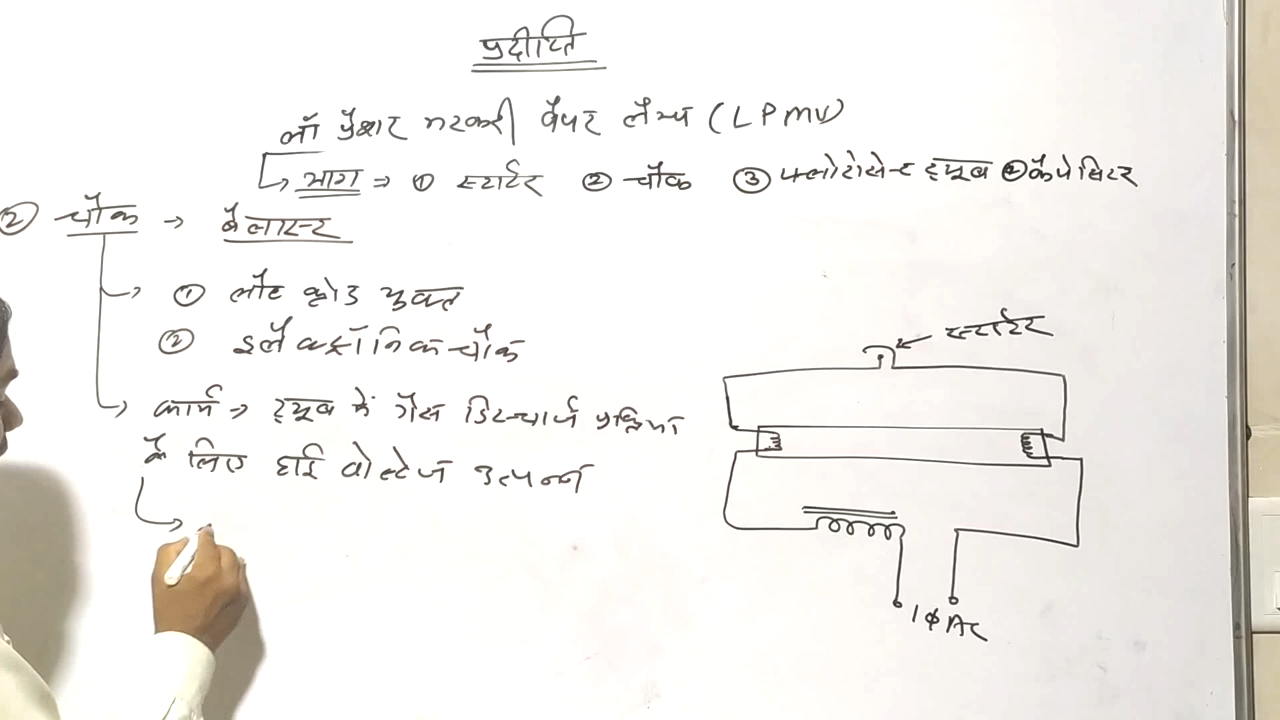 प्रदीप्ति
लॉ प्रैशर मरकरी वैपर लैम्प (LPMV)
भाग ⇒ ① स्टार्टर ② चौक ③ फ्लोरोसेन्ट ट्यूब ④ कैपेसिटर
② चौक → बैलास्ट
① लौह क्रोड युक्त
② इलैक्ट्रॉनिक चौक
कार्य → ट्यूब में गैस डिस्चार्ज प्रक्रिया
के लिए हाई वोल्टेज उत्पन्न
स्टार्टर
1ϕ AC